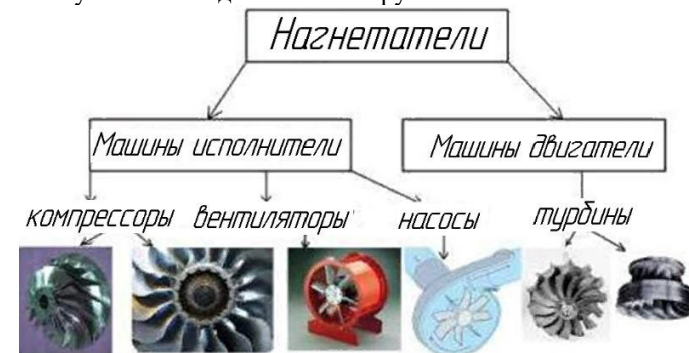 Нагнетатели
Машины исполнители
Машины двигатели
компрессоры вентиляторы насосы турбины